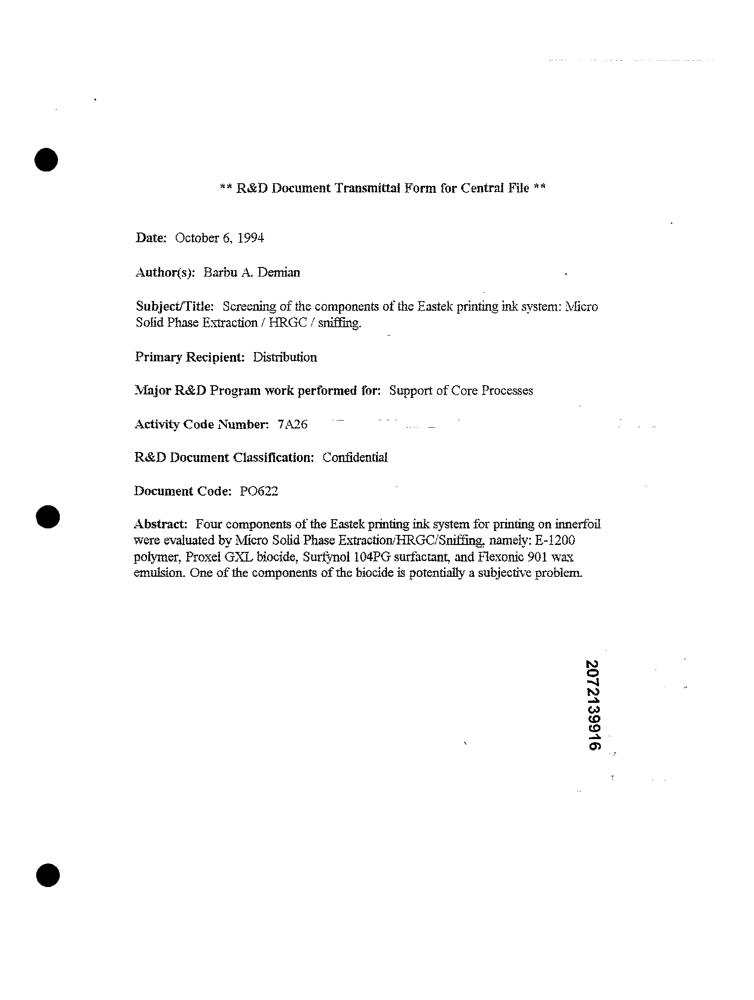 ** R&D Document Transmittal Form for Central File **
Date: October 6, 1994
Author(s): Barbu A. Demian
Subject/Title: Screening of the components of the Eastek printing ink system: Micro
Solid Phase Extraction / HRGC / sniffing.
Primary Recipient: Distribution
Major R&D Program work performed for: Support of Core Processes
Activity Code Number: 7A26
R&D Document Classification: Confidential
Document Code: PO622
Abstract: Four components of the Eastek printing ink system for printing on innerfoil
were evaluated by Micro Solid Phase Extraction/HRGC/Sniffing, namely: E-1200
polymer, Proxel GXL biocide, Surfynol 104PG surfactant, and Flexonic 901 wax
emulsion. One of the components of the biocide is potentially a subjective problem.
2072139916